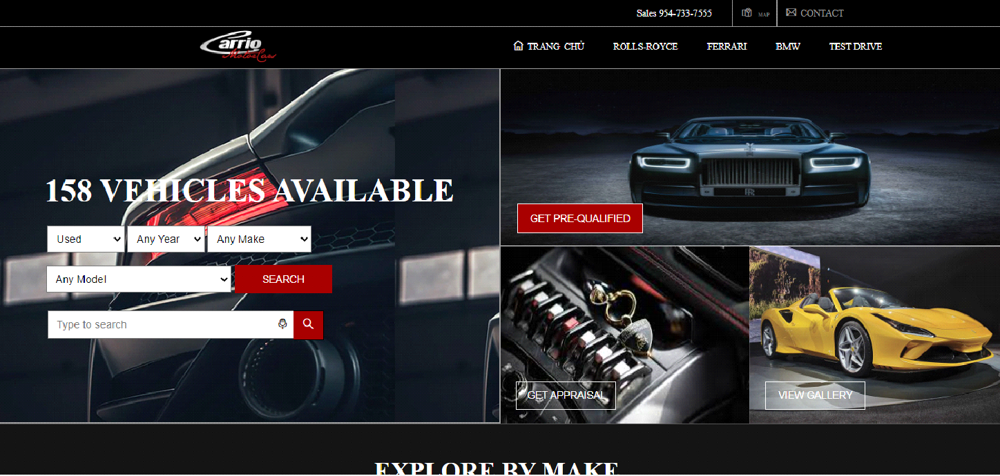 Sales 954-733-7555
MAP
CONTACT
Carrio
MotorCars
TRANG CHỦ
ROLLS-ROYCE
FERRARI
BMW
TEST DRIVE
158 VEHICLES AVAILABLE
Used
Any Year
Any Make
Any Model
SEARCH
Type to search
GET PRE-QUALIFIED
GET APPRAISAL
VIEW GALLERY
EXPLORE BY MAKE